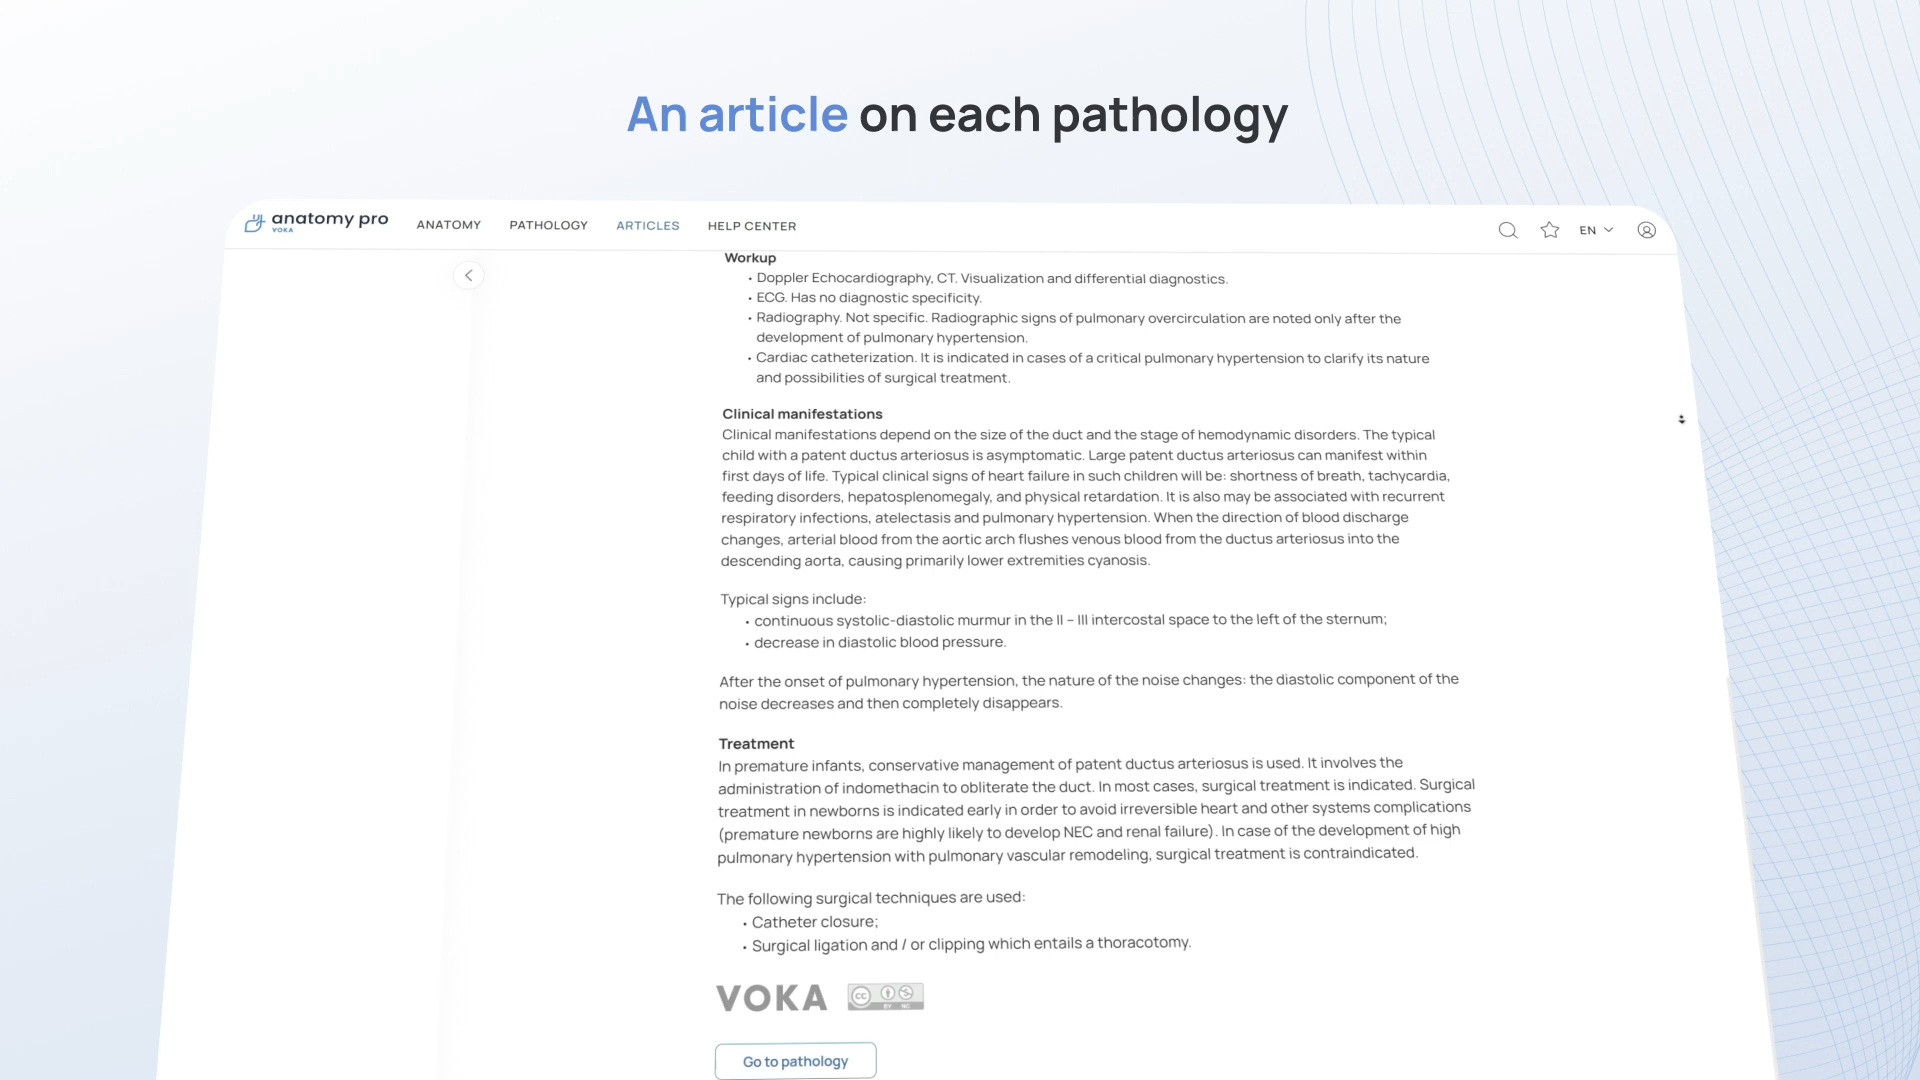 An article on each pathology
anatomy pro
VOKA
ANATOMY
PATHOLOGY
ARTICLES
HELP CENTER
EN
Workup
• Doppler Echocardiography, CT. Visualization and differential diagnostics.
• ECG. Has no diagnostic specificity.
• Radiography. Not specific. Radiographic signs of pulmonary overcirculation are noted only after the
development of pulmonary hypertension.
• Cardiac catheterization. It is indicated in cases of a critical pulmonary hypertension to clarify its nature
and possibilities of surgical treatment.
Clinical manifestations
Clinical manifestations depend on the size of the duct and the stage of hemodynamic disorders. The typical
child with a patent ductus arteriosus is asymptomatic. Large patent ductus arteriosus can manifest within
first days of life. Typical clinical signs of heart failure in such children will be: shortness of breath, tachycardia,
feeding disorders, hepatosplenomegaly, and physical retardation. It is also may be associated with recurrent
respiratory infections, atelectasis and pulmonary hypertension. When the direction of blood discharge
changes, arterial blood from the aortic arch flushes venous blood from the ductus arteriosus into the
descending aorta, causing primarily lower extremities cyanosis.
Typical signs include:
• continuous systolic-diastolic murmur in the II – III intercostal space to the left of the sternum;
• decrease in diastolic blood pressure.
After the onset of pulmonary hypertension, the nature of the noise changes: the diastolic component of the
noise decreases and then completely disappears.
Treatment
In premature infants, conservative management of patent ductus arteriosus is used. It involves the
administration of indomethacin to obliterate the duct. In most cases, surgical treatment is indicated. Surgical
treatment in newborns is indicated early in order to avoid irreversible heart and other systems complications
(premature newborns are highly likely to develop NEC and renal failure). In case of the development of high
pulmonary hypertension with pulmonary vascular remodeling, surgical treatment is contraindicated.
The following surgical techniques are used:
• Catheter closure;
• Surgical ligation and / or clipping which entails a thoracotomy.
VOKA
cc BY NC
Go to pathology